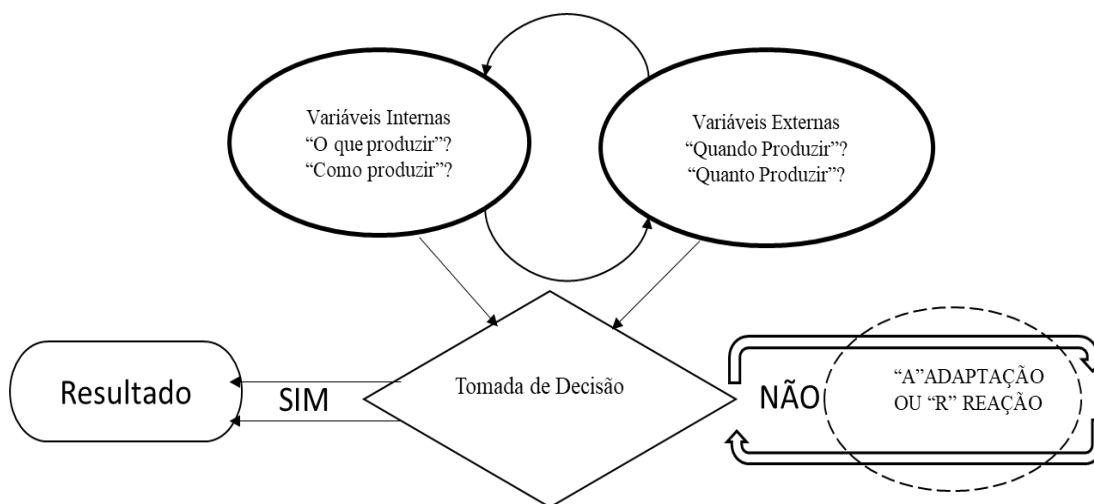 Variáveis Internas
“O que produzir”?
“Como produzir”?
Variáveis Externas
“Quando Produzir”?
“Quanto Produzir”?
Tomada de Decisão
Resultado
SIM
NÃO
“A”ADAPTAÇÃO
OU “R” REAÇÃO